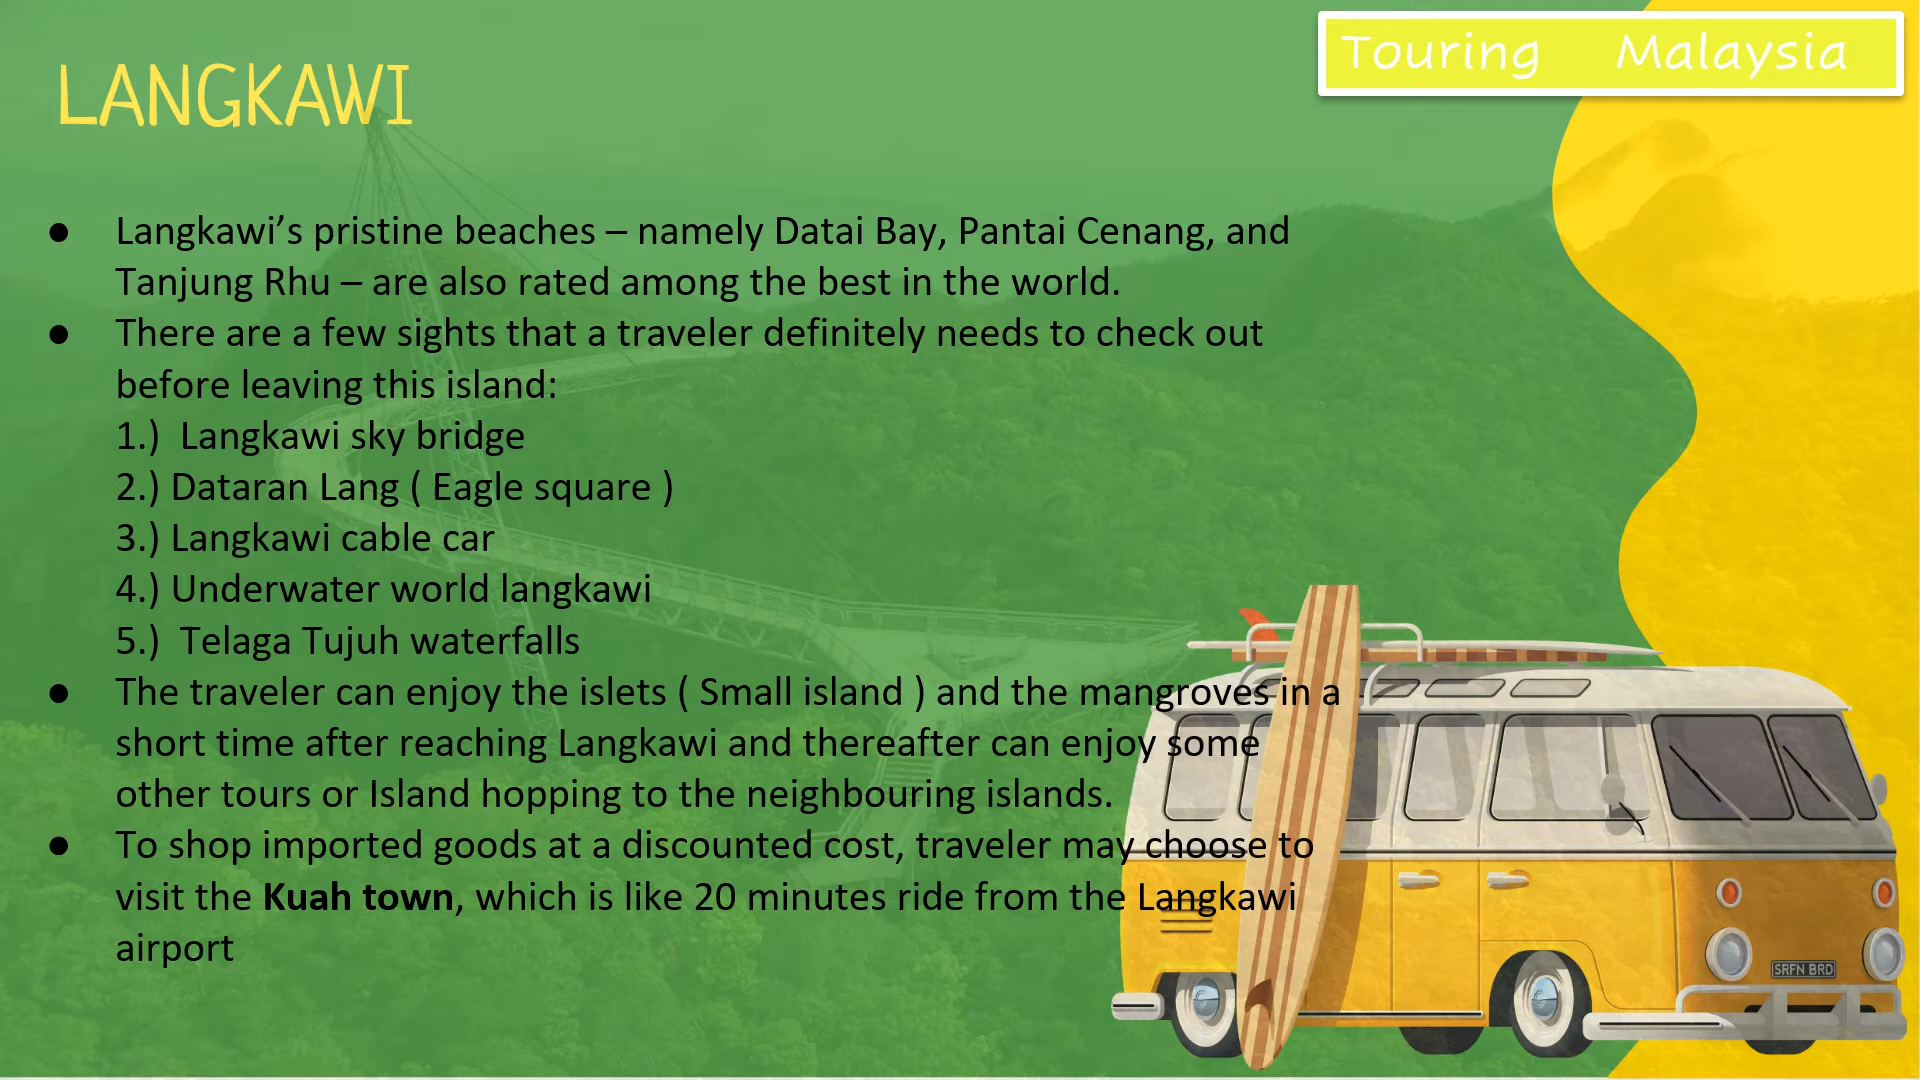 Touring Malaysia
LANGKAWI
● Langkawi’s pristine beaches – namely Datai Bay, Pantai Cenang, and
Tanjung Rhu – are also rated among the best in the world.
● There are a few sights that a traveler definitely needs to check out
before leaving this island:
1.) Langkawi sky bridge
2.) Dataran Lang ( Eagle square )
3.) Langkawi cable car
4.) Underwater world langkawi
5.) Telaga Tujuh waterfalls
● The traveler can enjoy the islets ( Small island ) and the mangroves in a
short time after reaching Langkawi and thereafter can enjoy some
other tours or Island hopping to the neighbouring islands.
● To shop imported goods at a discounted cost, traveler may choose to
visit the Kuah town, which is like 20 minutes ride from the Langkawi
airport
SRFN BRD